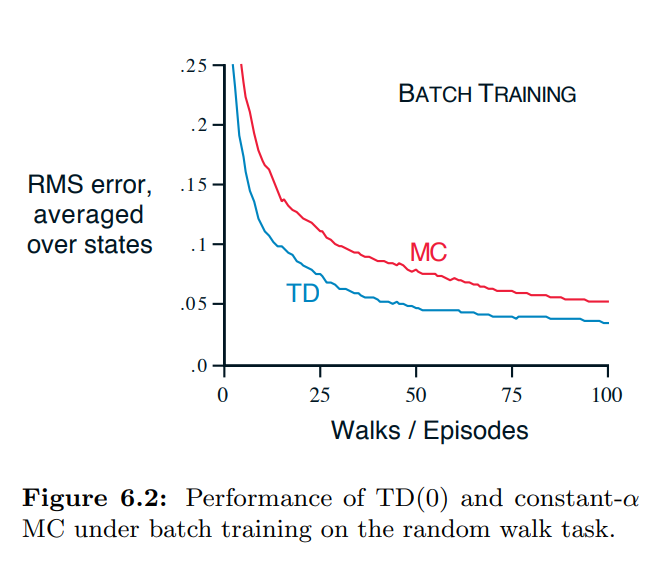 BATCH TRAINING
RMS error,
averaged
over states
.25
.2
.15
.1
.05
.0
MC
TD
0
25
50
75
100
Walks / Episodes
Figure 6.2: Performance of TD(0) and constant-α
MC under batch training on the random walk task.